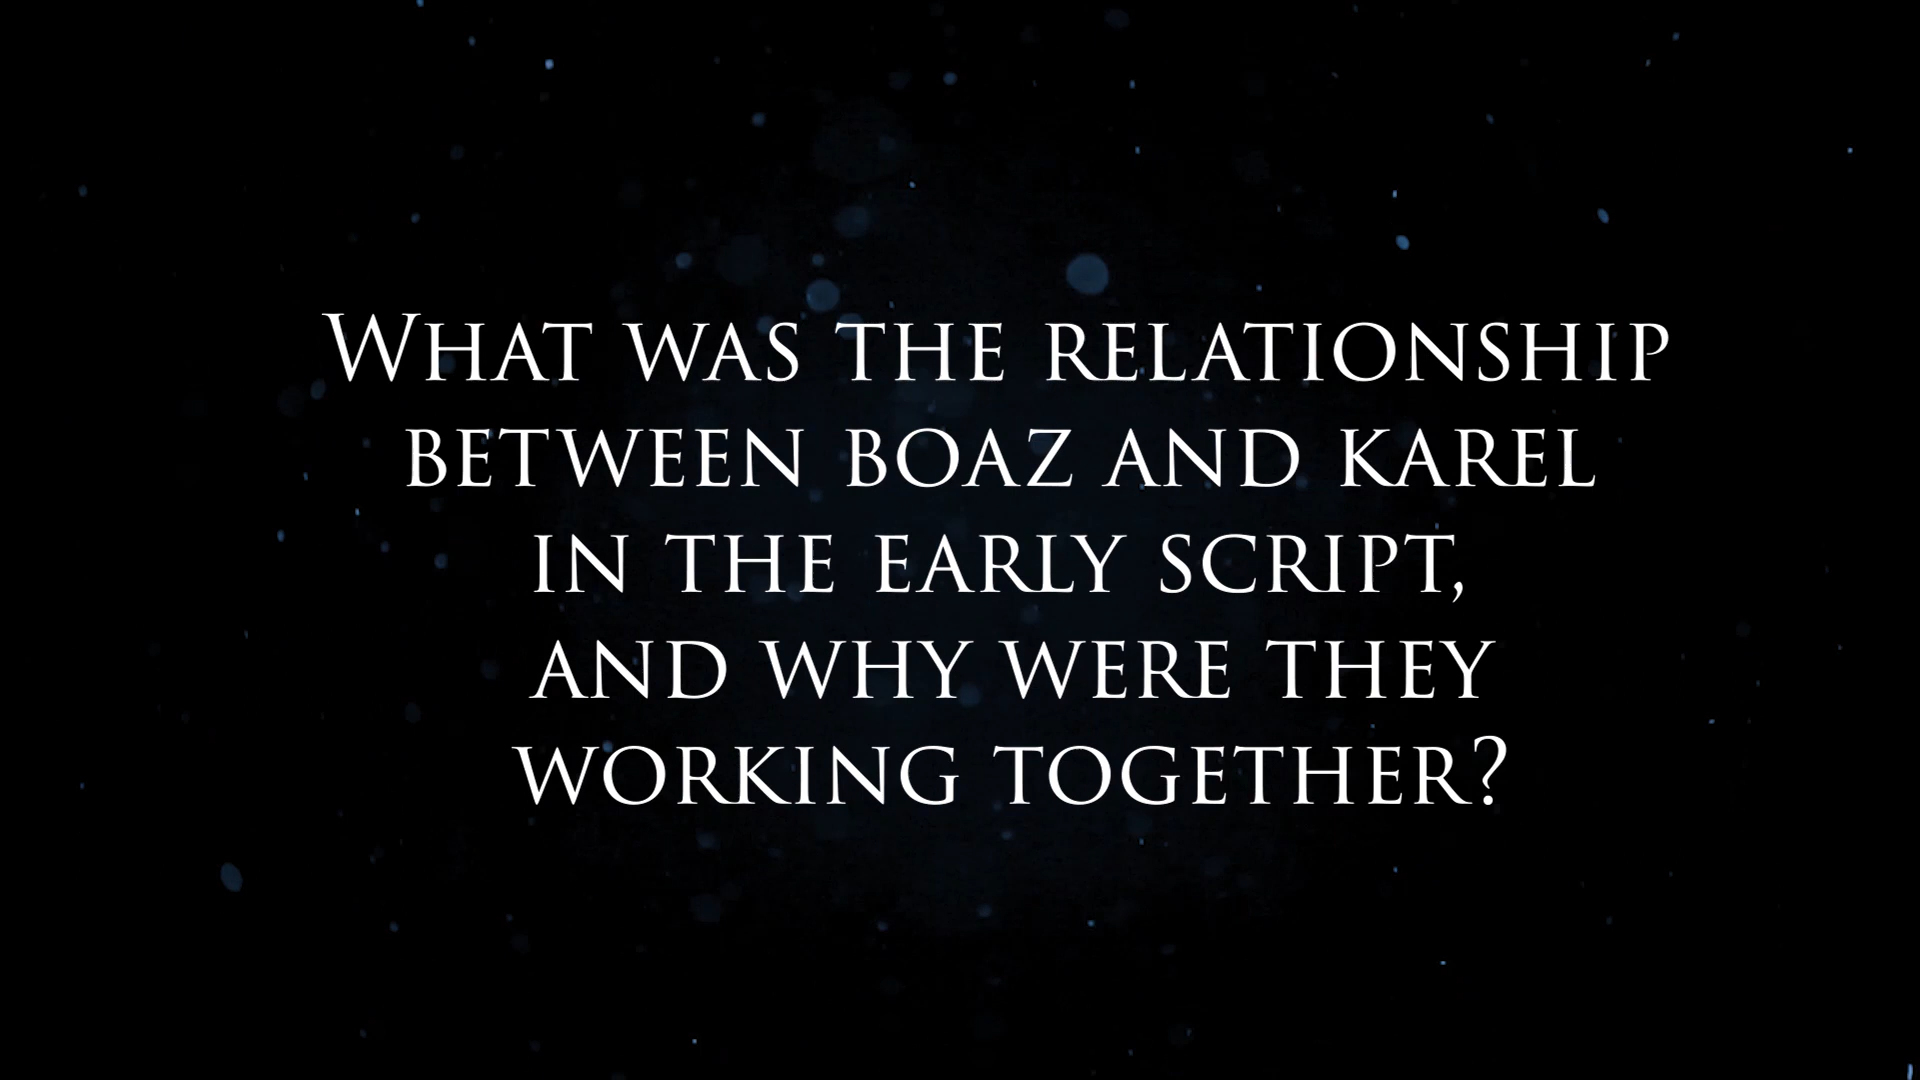 What was the relationship
between boaz and karel
in the early script,
and why were they
working together?